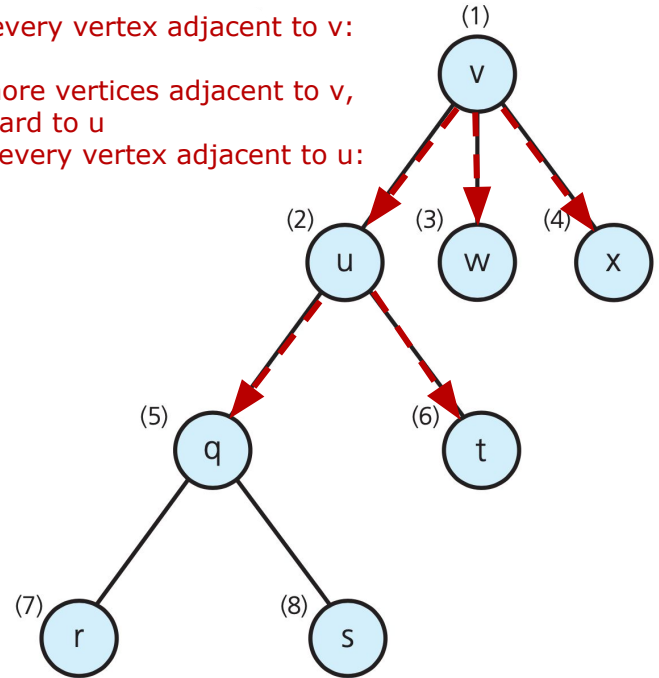 every vertex adjacent to v:
ore vertices adjacent to v,
ard to u
every vertex adjacent to u:
(1)
v
(2)
(3)
(4)
u
w
x
(5)
(6)
q
t
(7)
(8)
r
s